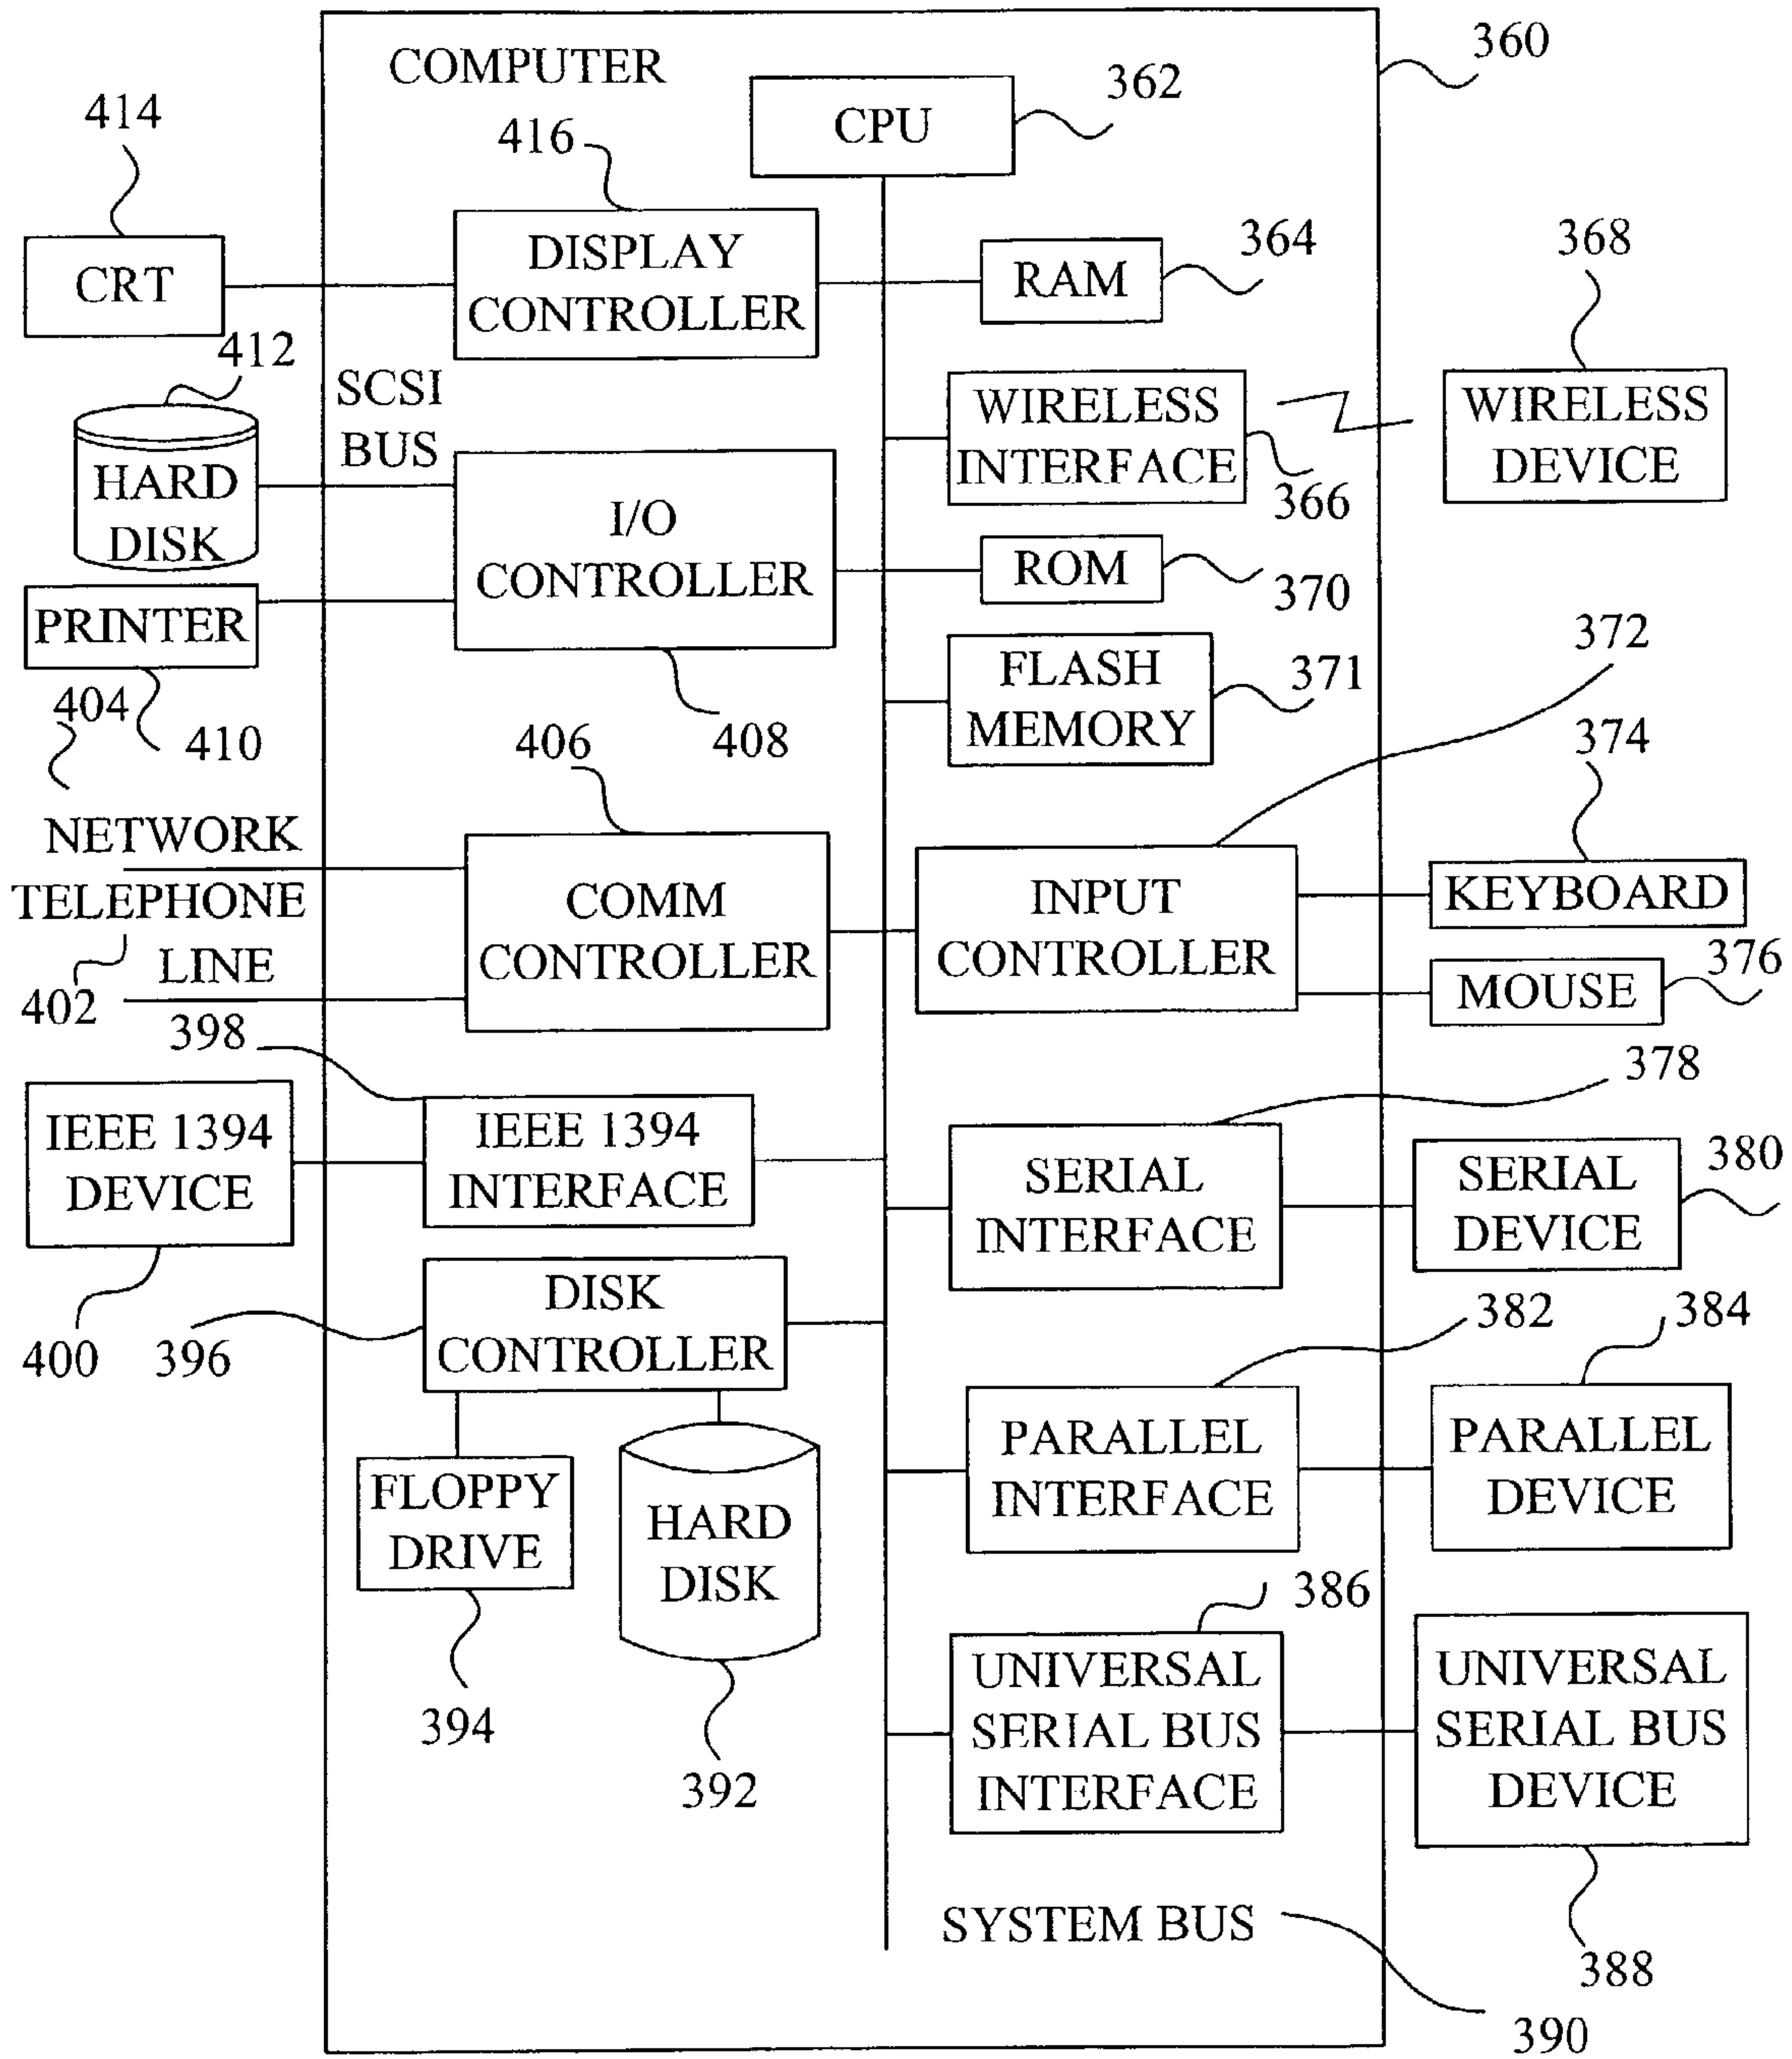 COMPUTER
360
CPU
362
414
416
CRT
DISPLAY
CONTROLLER
RAM
364
368
412
SCSI
BUS
HARD
DISK
WIRELESS
INTERFACE
366
WIRELESS
DEVICE
I/O
CONTROLLER
ROM
370
PRINTER
410
408
FLASH
MEMORY
371
372
404
406
374
NETWORK
TELEPHONE
LINE
402
COMM
CONTROLLER
INPUT
CONTROLLER
KEYBOARD
MOUSE
376
398
378
IEEE 1394
DEVICE
400
IEEE 1394
INTERFACE
SERIAL
INTERFACE
SERIAL
DEVICE
380
396
DISK
CONTROLLER
382
384
FLOPPY
DRIVE
394
HARD
DISK
392
PARALLEL
INTERFACE
PARALLEL
DEVICE
386
UNIVERSAL
SERIAL BUS
INTERFACE
UNIVERSAL
SERIAL BUS
DEVICE
388
SYSTEM BUS
390